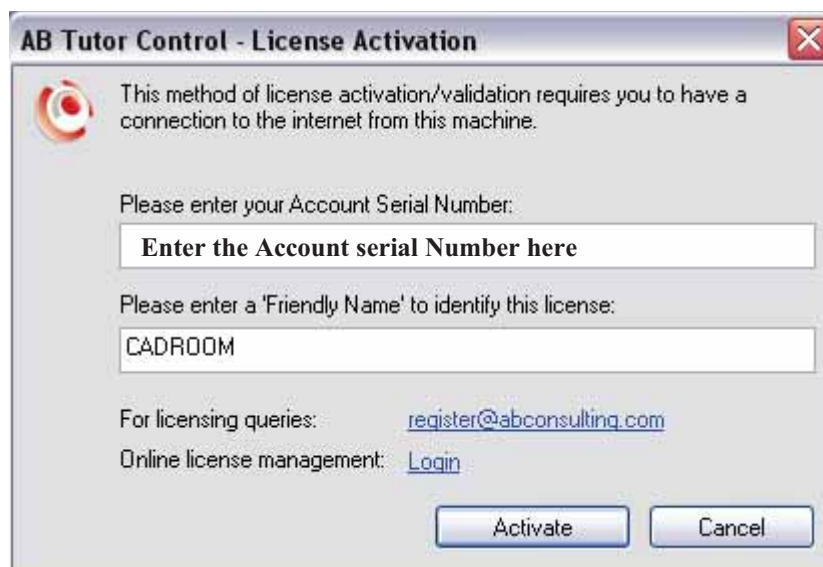 AB Tutor Control - License Activation
This method of license activation/validation requires you to have a
connection to the internet from this machine.
Please enter your Account Serial Number:
Enter the Account serial Number here
Please enter a 'Friendly Name' to identify this license:
CADROOM
For licensing queries: register@abconsulting.com
Online license management: Login
Activate Cancel